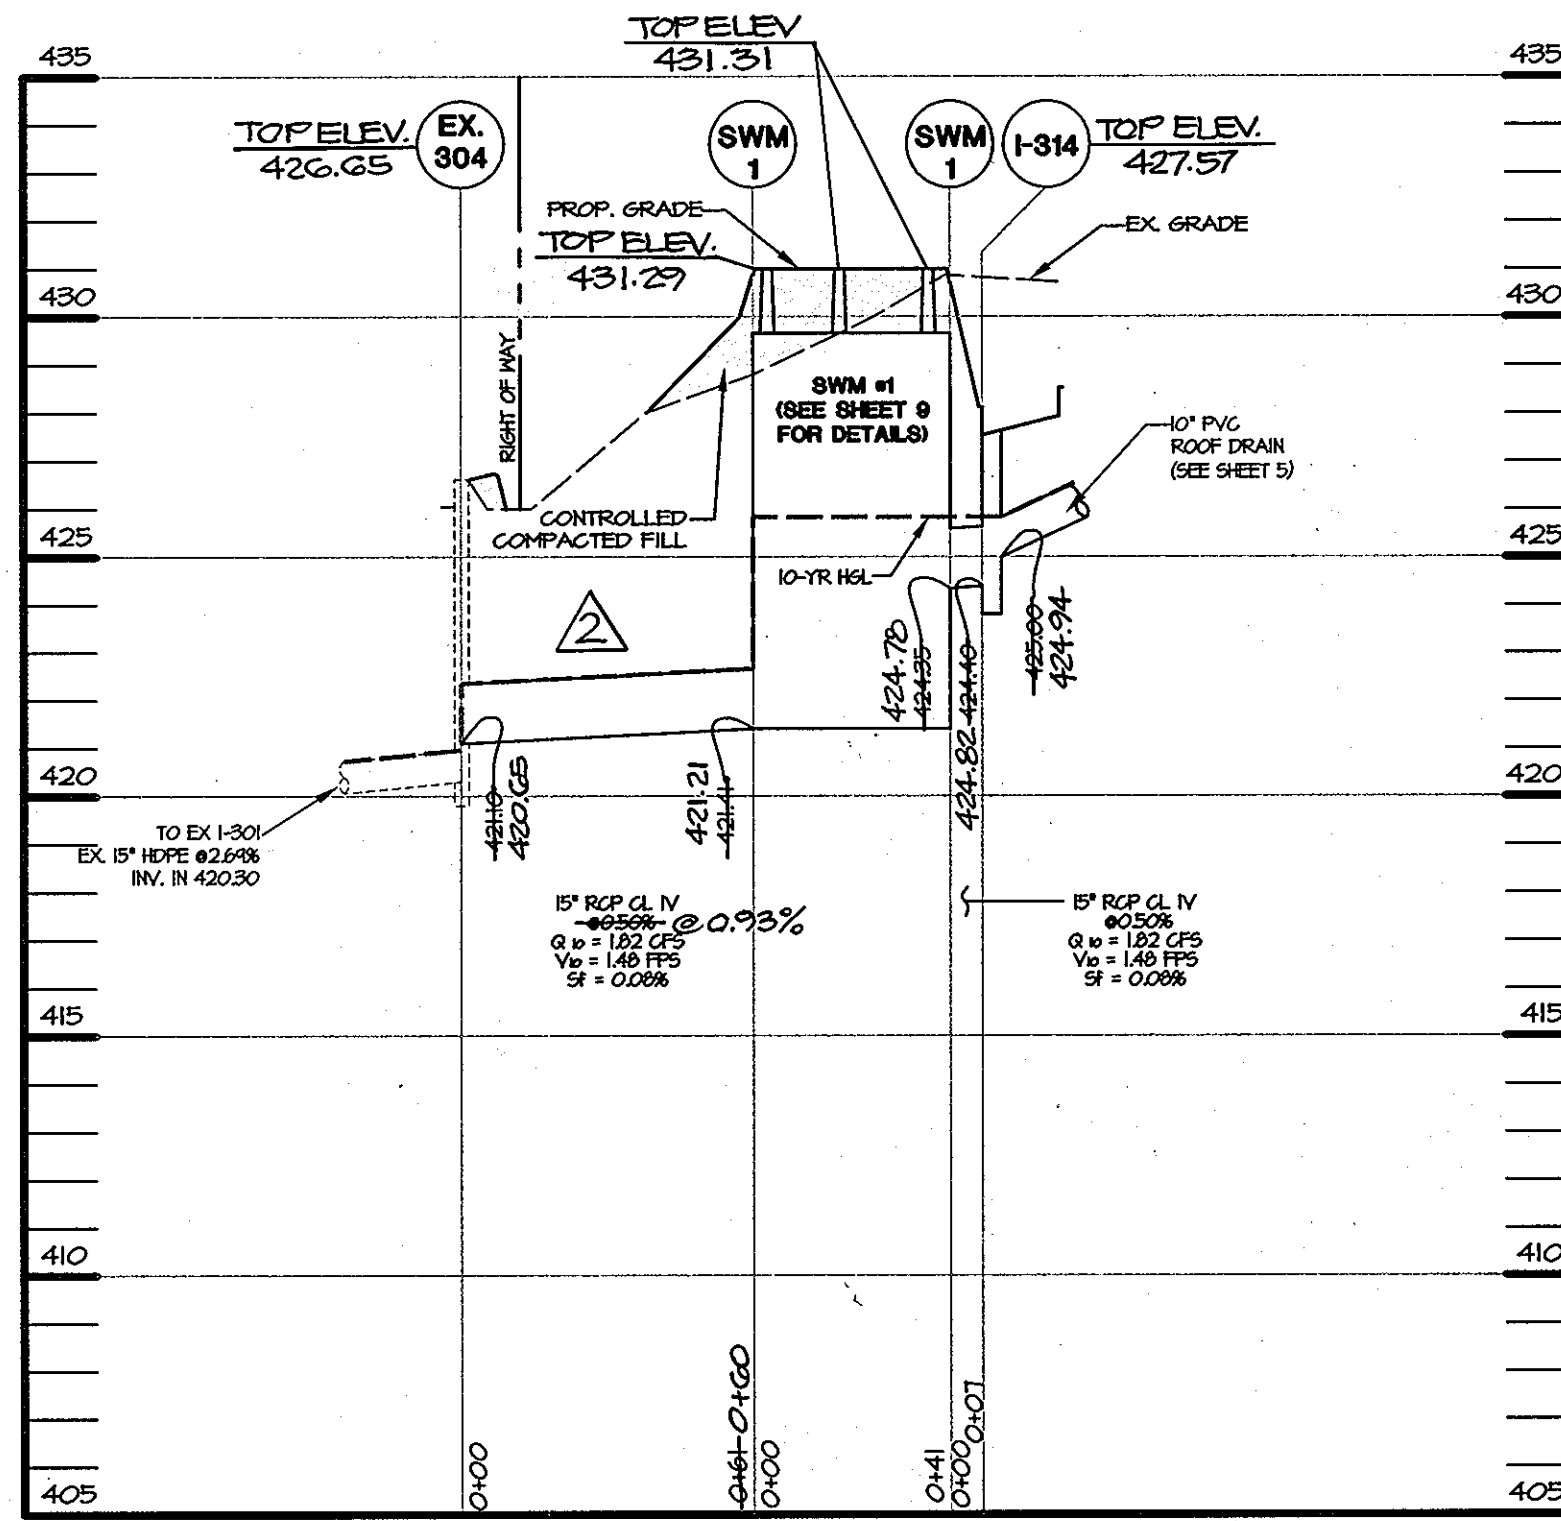 TOP ELEV
431.31
435
435
TOP ELEV.
426.65
EX.
304
SWM
1
SWM
1
I-314
TOP ELEV.
427.57
PROP. GRADE
TOP ELEV.
431.29
EX. GRADE
430
430
RIGHT OF WAY
SWM #1
(SEE SHEET 9
FOR DETAILS)
10" PVC
ROOF DRAIN
(SEE SHEET 5)
CONTROLLED
COMPACTED FILL
425
425
10-YR HGL
2
424.78
424.35
424.82 424.40
425.00
424.94
420
420
421.10
420.65
421.21
421.41
TO EX I-301
EX. 15" HDPE @2.69%
INV. IN 420.30
15" RCP CL IV
@0.50% @ 0.93%
Q10 = 1.82 CFS
V10 = 1.48 FPS
Sf = 0.08%
15" RCP CL IV
@0.50%
Q10 = 1.82 CFS
V10 = 1.48 FPS
Sf = 0.08%
415
415
410
410
0+00
0+61 0+60
0+00
0+41
0+00
0+07
405
405